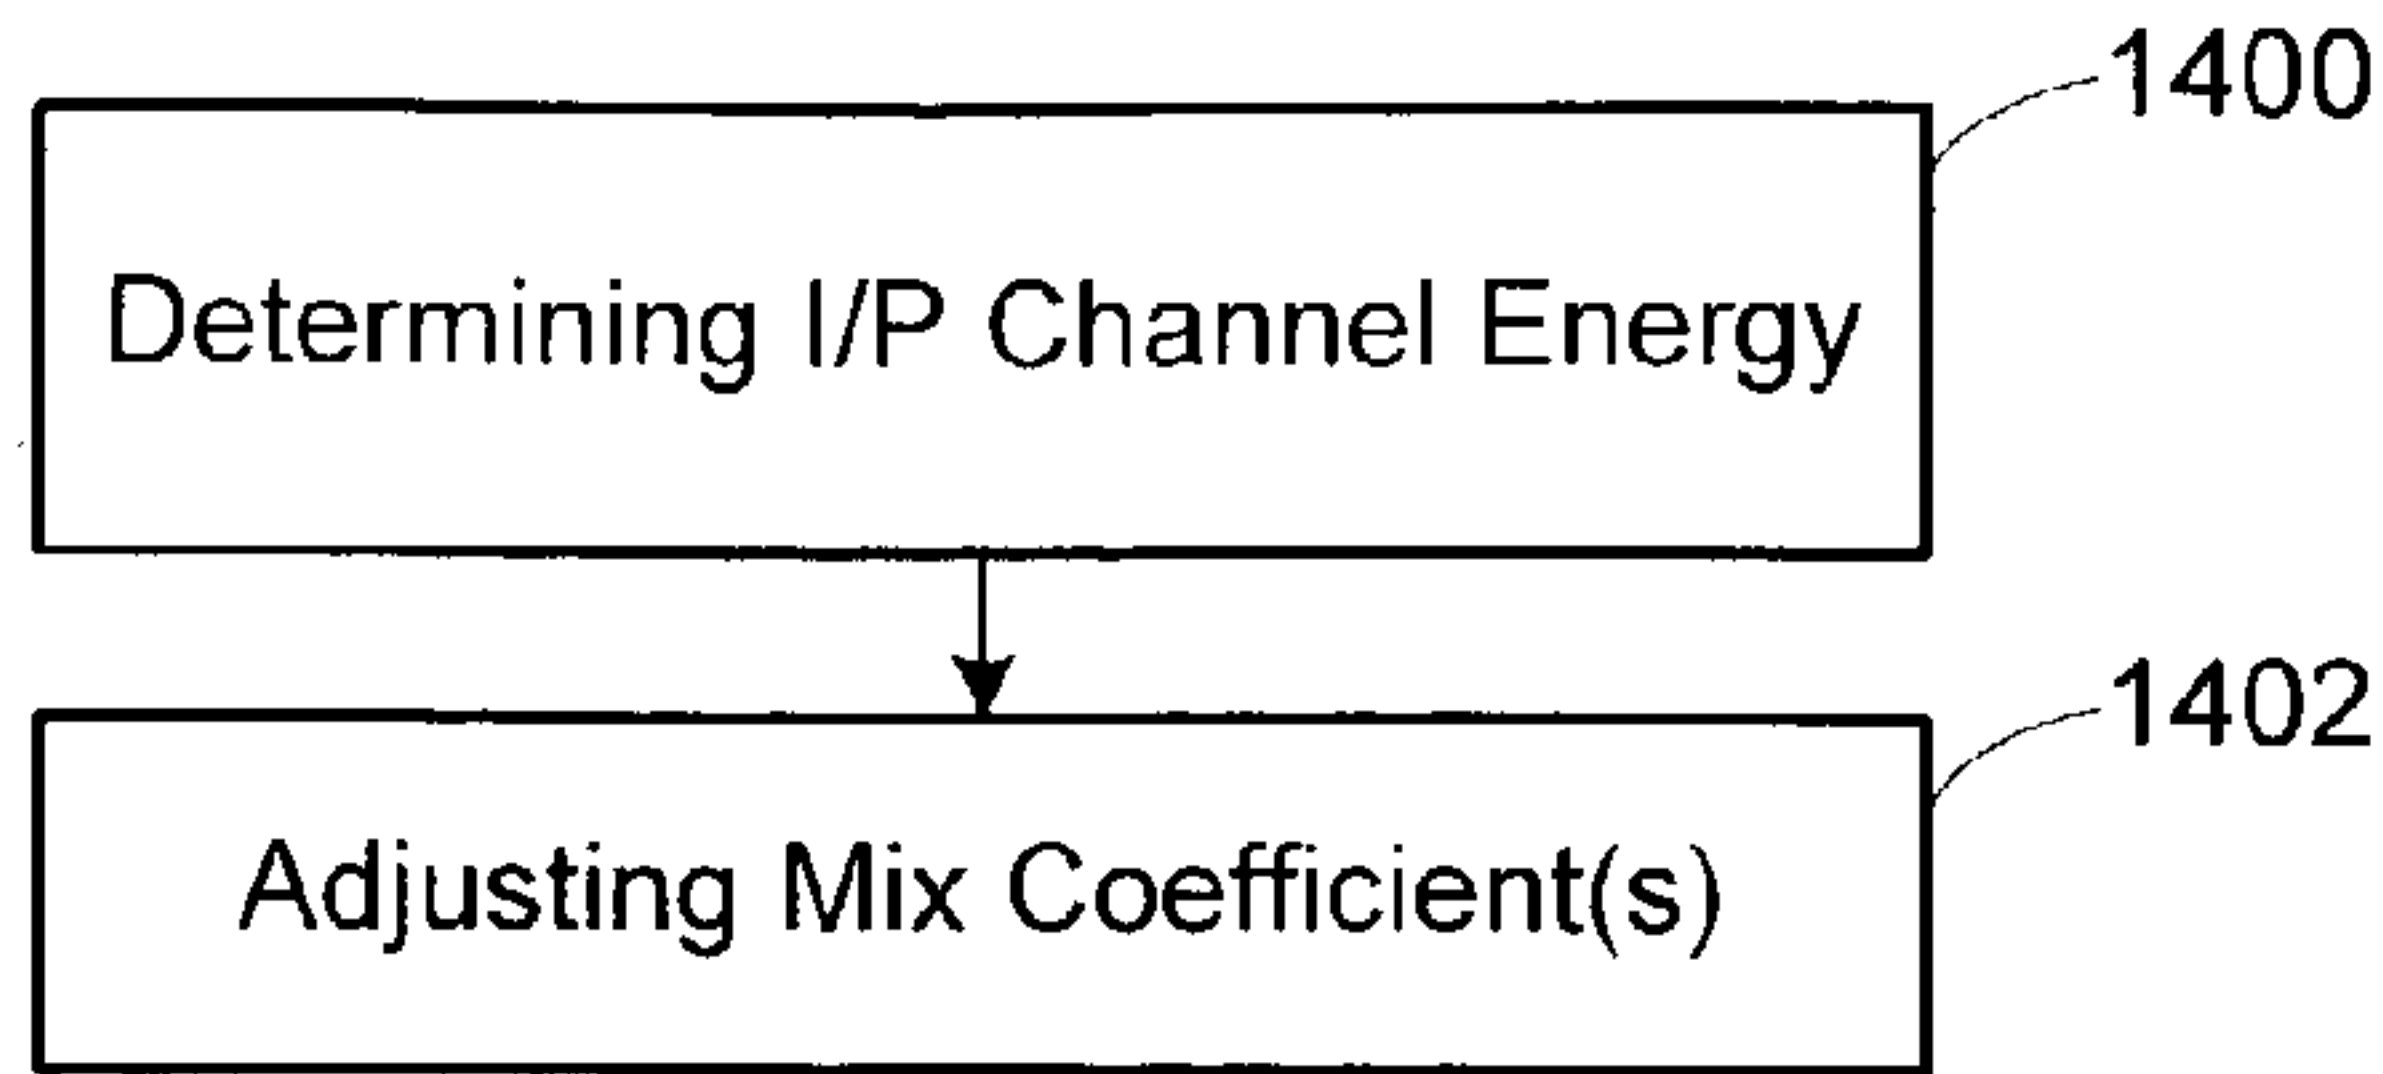 1400
Determining I/P Channel Energy
1402
Adjusting Mix Coefficient(s)